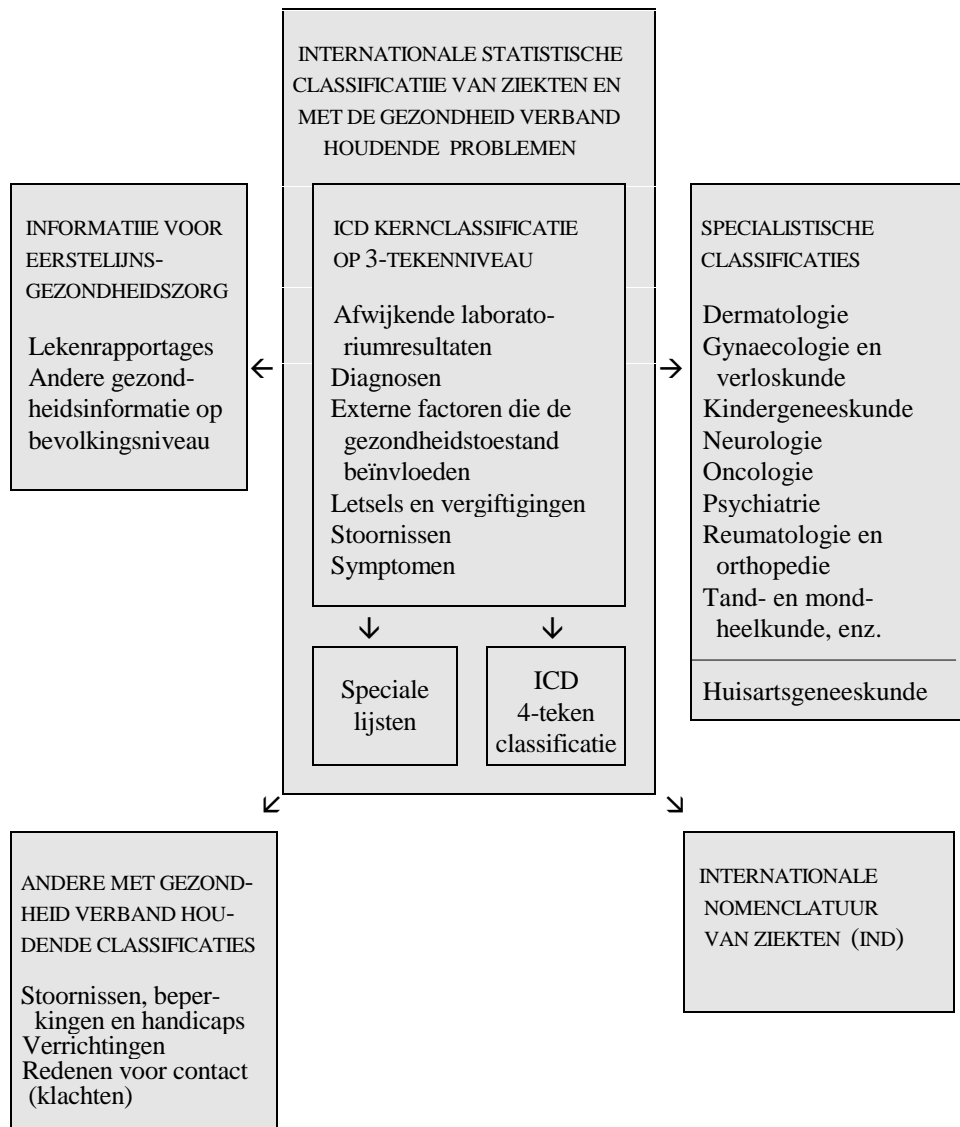 INTERNATIONALE STATISTISCHE
CLASSIFICATIIE VAN ZIEKTEN EN
MET DE GEZONDHEID VERBAND
HOUDENDE PROBLEMEN
INFORMATIIE VOOR
EERSTELIJNS-
GEZONDHEIDSZORG
Lekenrapportages
Andere gezond-
heidsinformatie op
bevolkingsniveau
←
ICD KERNCLASSIFICATIE
OP 3-TEKENNIVEAU
Afwijkende laborato-
riumresultaten
Diagnosen
Externe factoren die de
gezondheidstoestand
beïnvloeden
Letsels en vergiftigingen
Stoornissen
Symptomen
→
SPECIALISTISCHE
CLASSIFICATIES
Dermatologie
Gynaecologie en
verloskunde
Kindergeneeskunde
Neurologie
Oncologie
Psychiatrie
Reumatologie en
orthopedie
Tand- en mond-
heelkunde, enz.
Huisartsgeneeskunde
↓ ↓
Speciale
lijsten
ICD
4-teken
classificatie
↙ ↘
ANDERE MET GEZOND-
HEID VERBAND HOU-
DENDE CLASSIFICATIES
Stoornissen, beper-
kingen en handicaps
Verrichtingen
Redenen voor contact
(klachten)
INTERNATIONALE
NOMENCLATUUR
VAN ZIEKTEN (IND)